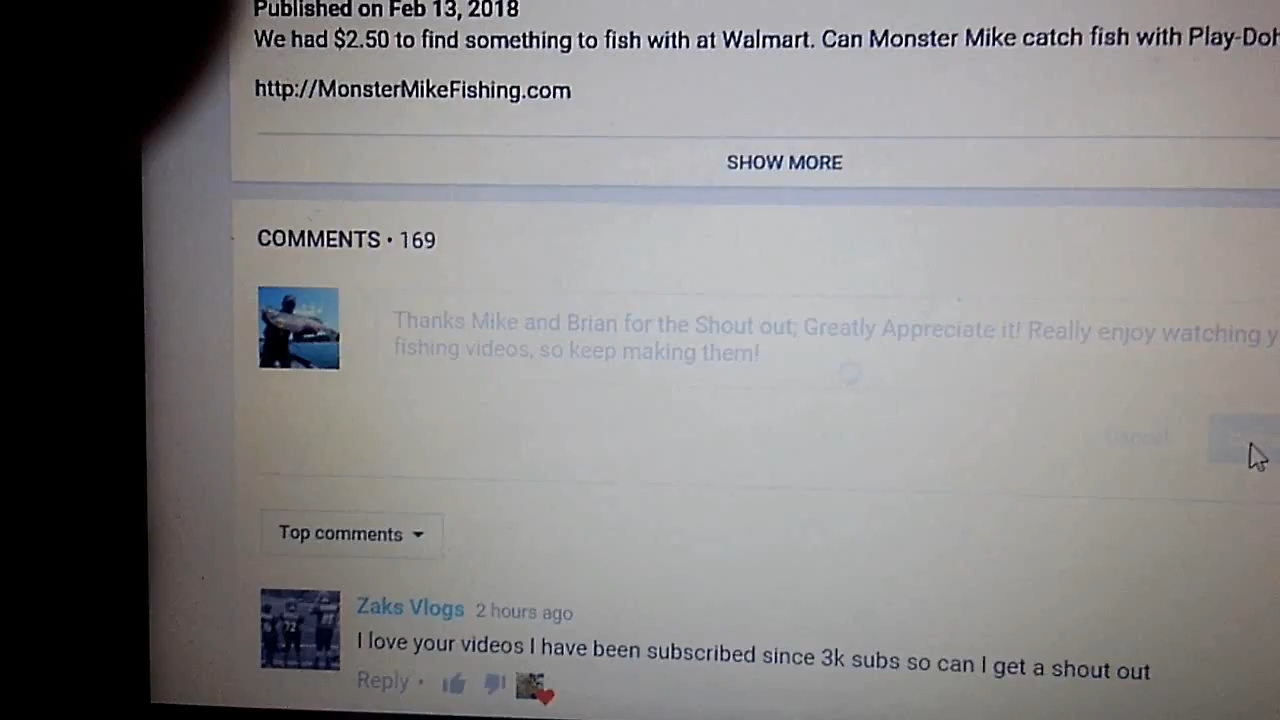 Published on Feb 13, 2018
We had $2.50 to find something to fish with at Walmart. Can Monster Mike catch fish with Play-Doh
http://MonsterMikeFishing.com
SHOW MORE
COMMENTS • 169
Thanks Mike and Brian for the Shout out; Greatly Appreciate it! Really enjoy watching y
fishing videos, so keep making them!
Cancel
Top comments
Zaks Vlogs 2 hours ago
72
I love your videos I have been subscribed since 3k subs so can I get a shout out
Reply •